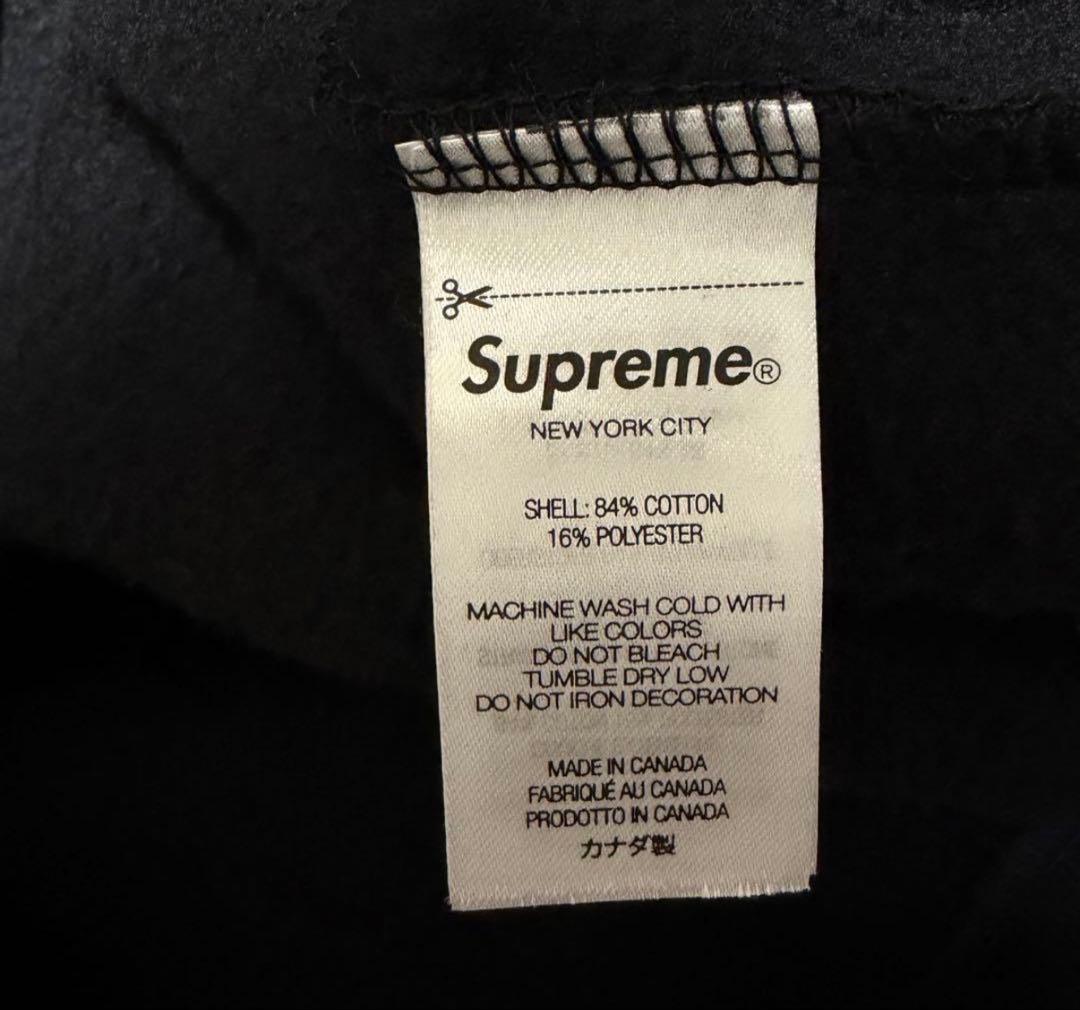 Supreme®
NEW YORK CITY
SHELL: 84% COTTON
16% POLYESTER
MACHINE WASH COLD WITH
LIKE COLORS
DO NOT BLEACH
TUMBLE DRY LOW
DO NOT IRON DECORATION
MADE IN CANADA
FABRIQUÉ AU CANADA
PRODOTTO IN CANADA
カナダ製